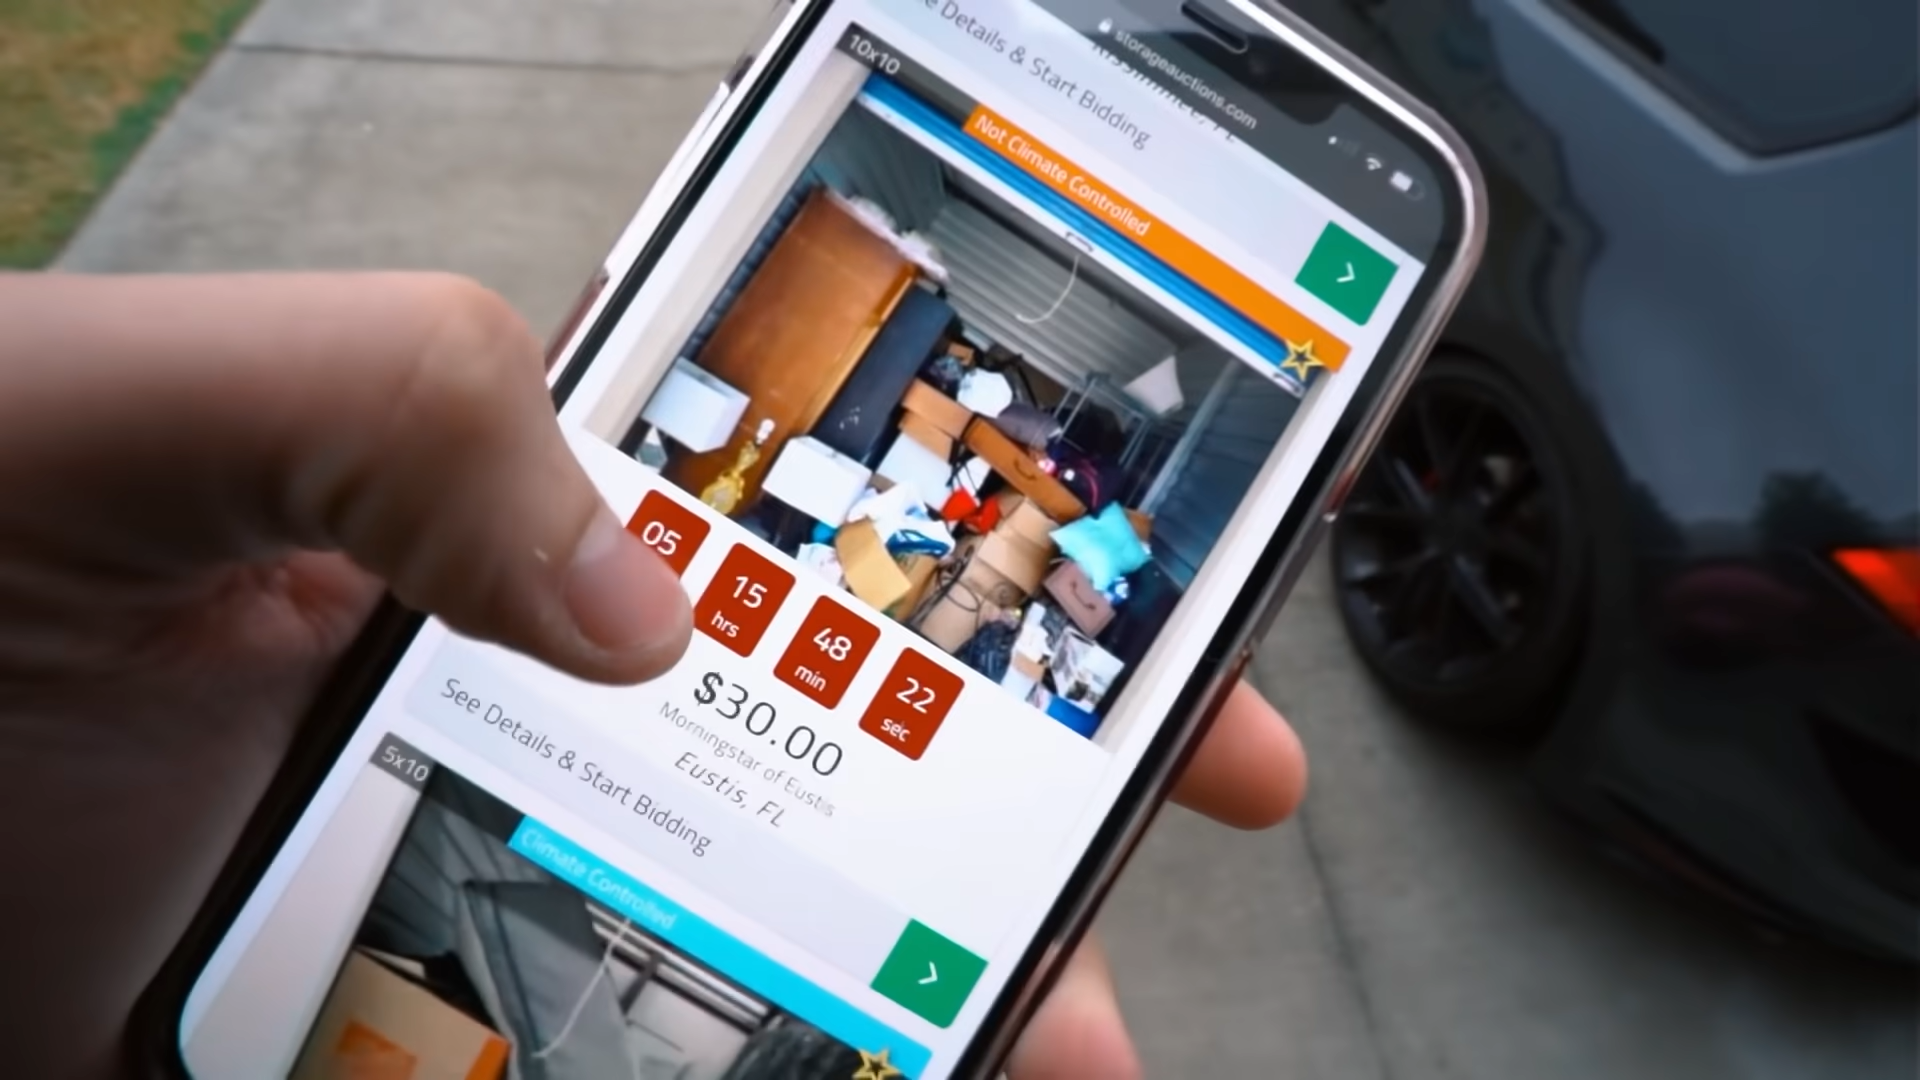 storageauctions.com
See Details & Start Bidding
10x10
Not Climate Controlled
05
15
hrs
48
min
22
sec
$30.00
Morningstar of Eustis
Eustis, FL
See Details & Start Bidding
5x10
Climate Controlled